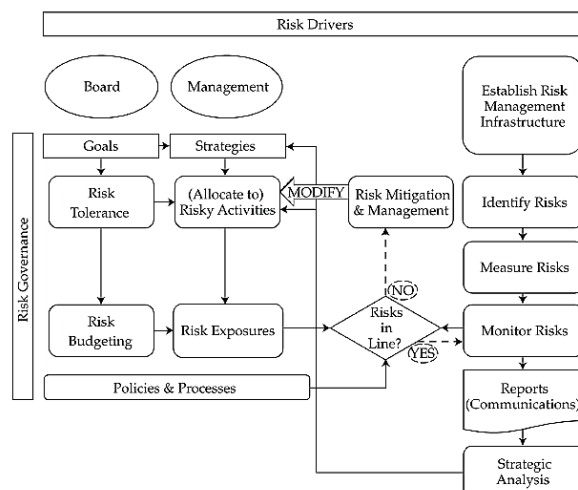 Risk Drivers
Board
Management
Establish Risk
Management
Infrastructure
Risk Governance
Goals
Strategies
Risk
Tolerance
(Allocate to)
Risky Activities
MODIFY
Risk Mitigation
& Management
Identify Risks
Measure Risks
NO
Risk
Budgeting
Risk Exposures
Risks
in
Line?
YES
Monitor Risks
Policies & Processes
Reports
(Communications)
Strategic
Analysis